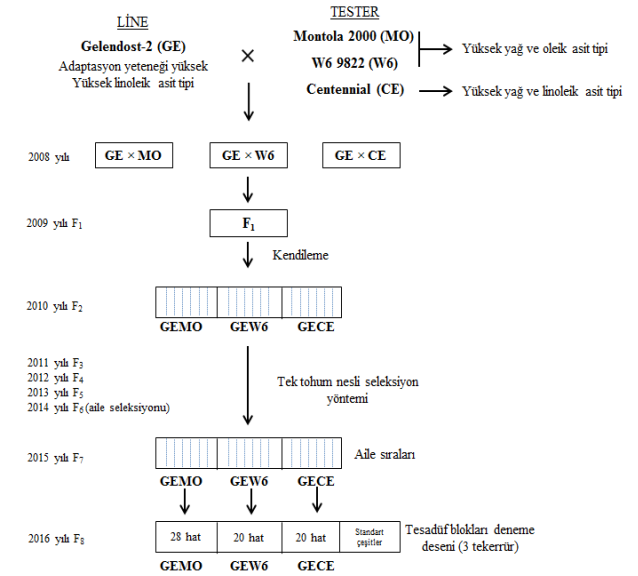 LİNE
TESTER
Gelendost-2 (GE)
Adaptasyon yeteneği yüksek
Yüksek linoleik asit tipi
×
Montola 2000 (MO)
W6 9822 (W6)
Centennial (CE)
Yüksek yağ ve oleik asit tipi
Yüksek yağ ve linoleik asit tipi
2008 yılı
GE × MO
GE × W6
GE × CE
2009 yılı F1
F1
Kendileme
2010 yılı F2
GEMO
GEW6
GECE
2011 yılı F3
2012 yılı F4
2013 yılı F5
2014 yılı F6 (aile seleksiyonu)
Tek tohum nesli seleksiyon
yöntemi
2015 yılı F7
Aile sıraları
GEMO
GEW6
GECE
2016 yılı F8
28 hat
20 hat
20 hat
Standart
çeşitler
Tesadüf blokları deneme
deseni (3 tekerrür)
GEMO
GEW6
GECE